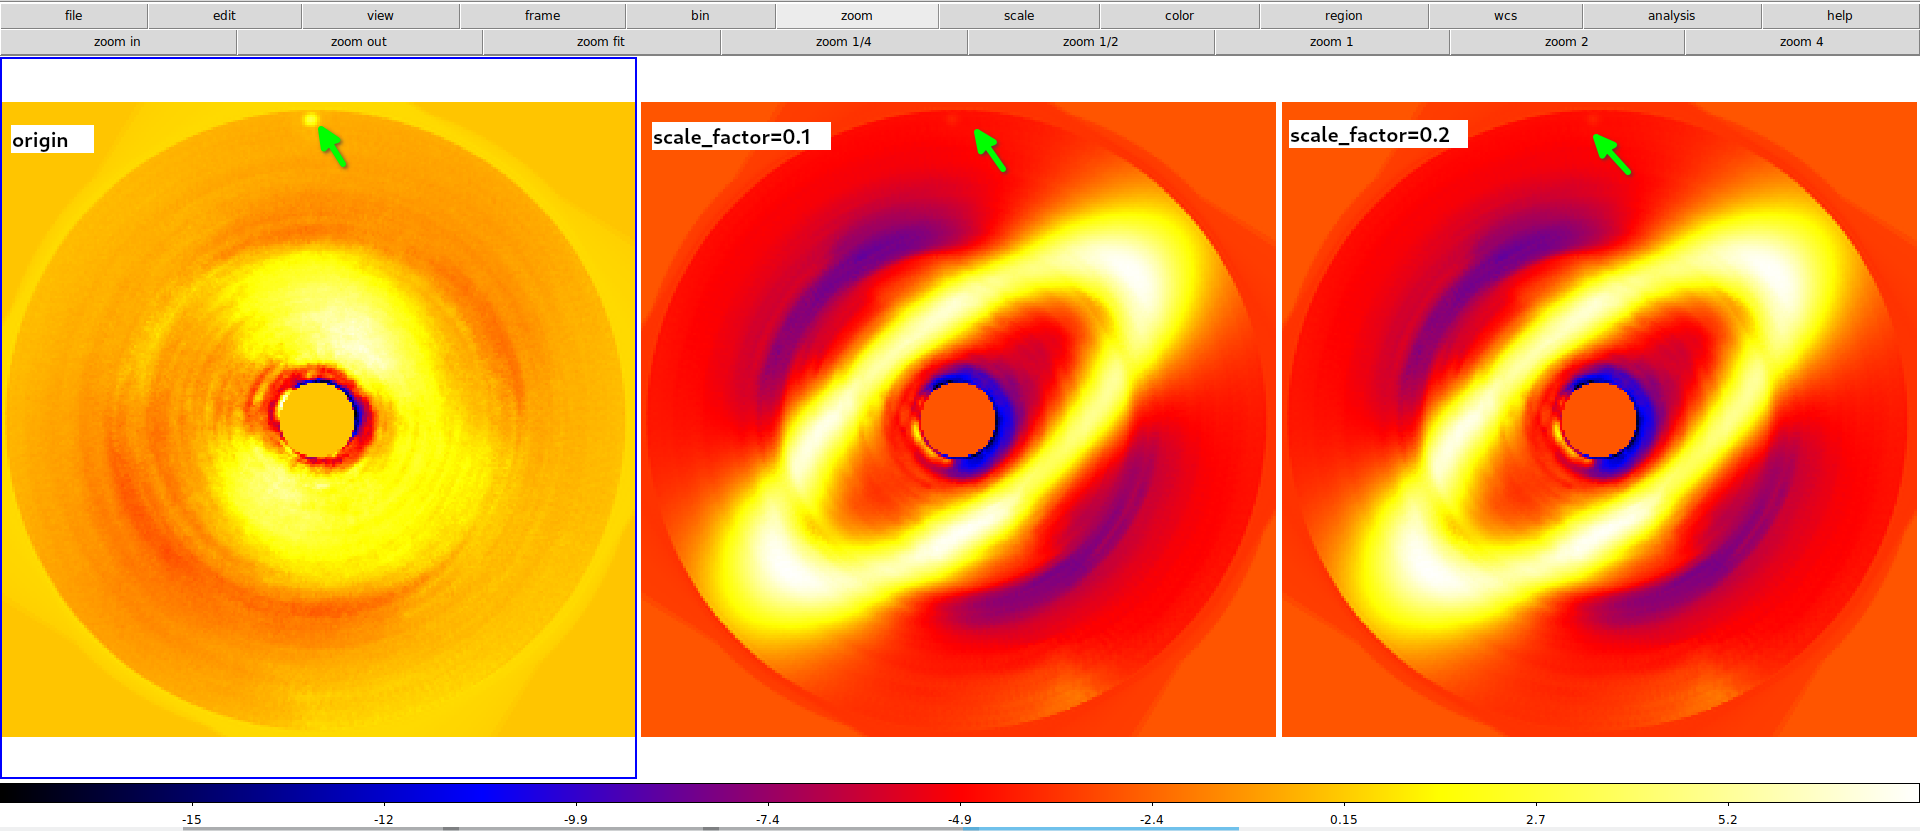 file edit view frame bin zoom scale color region wcs analysis help
zoom in zoom out zoom fit zoom 1/4 zoom 1/2 zoom 1 zoom 2 zoom 4
origin
scale_factor=0.1
scale_factor=0.2
-15 -12 -9.9 -7.4 -4.9 -2.4 0.15 2.7 5.2